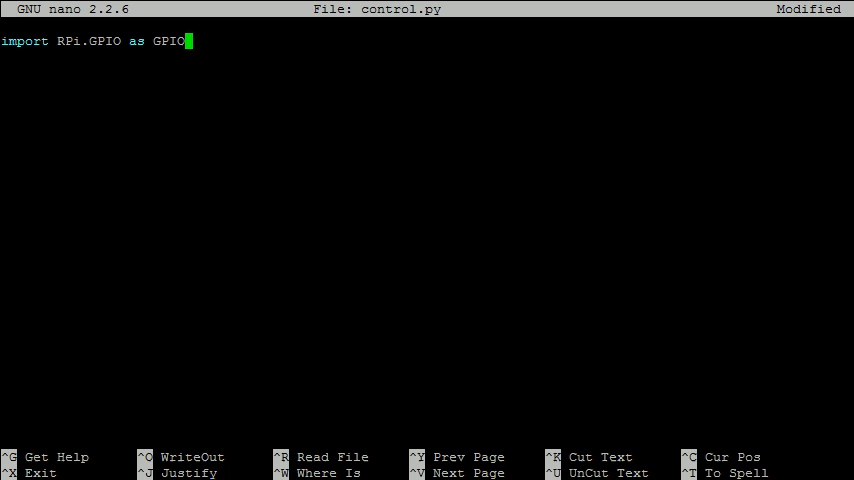 GNU nano 2.2.6 File: control.py Modified
import RPi.GPIO as GPIO
^G Get Help ^O WriteOut ^R Read File ^Y Prev Page ^K Cut Text ^C Cur Pos
^X Exit ^J Justify ^W Where Is ^V Next Page ^U UnCut Text ^T To Spell